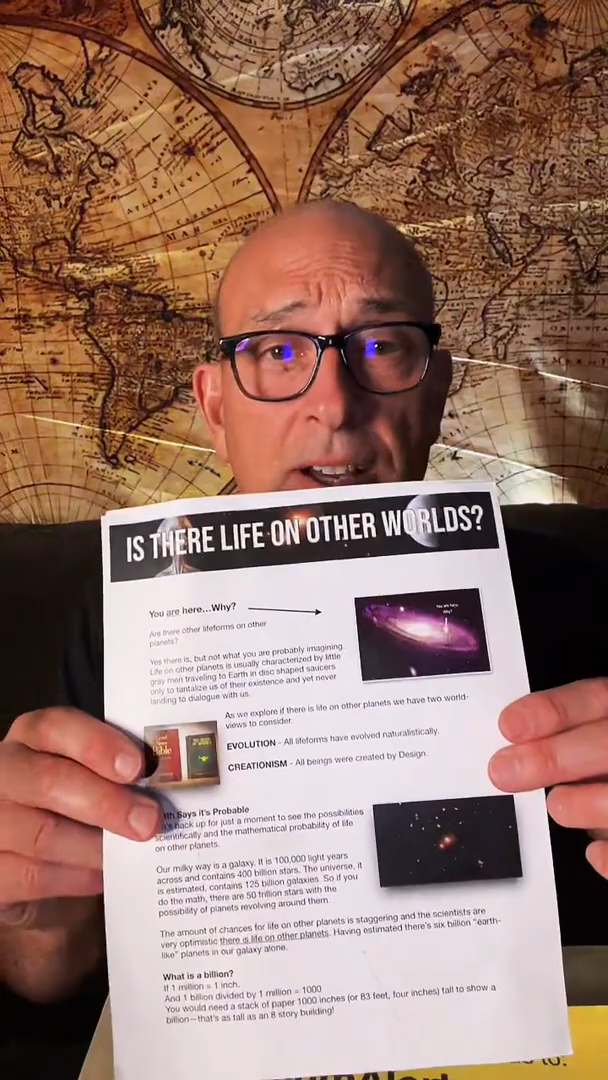 IS THERE LIFE ON OTHER WORLDS?
You are here...Why?
Are there other lifeforms on other
planets?
Yes there is, but not what you are probably imagining.
Life on other planets is usually characterized by little
gray men traveling to Earth in disc shaped saucers
only to tantalize us of their existence and yet never
landing to dialogue with us.
As we explore if there is life on other planets we have two world-
views to consider.
EVOLUTION - All lifeforms have evolved naturalistically.
CREATIONISM - All beings were created by Design.
Bible
Says it's Probable
back up for just a moment to see the possibilities
scientifically and the mathematical probability of life
on other planets.
Our milky way is a galaxy. It is 100,000 light years
across and contains 400 billion stars. The universe, it
is estimated, contains 125 billion galaxies. So if you
do the math, there are 50 trillion stars with the
possibility of planets revolving around them.
The amount of chances for life on other planets is staggering and the scientists are
very optimistic there is life on other planets. Having estimated there's six billion "earth-
like" planets in our galaxy alone.
What is a billion?
If 1 million = 1 inch.
And 1 billion divided by 1 million = 1000
You would need a stack of paper 1000 inches (or 83 feet, four inches) tall to show a
billion—that's as tall as an 8 story building!
to: